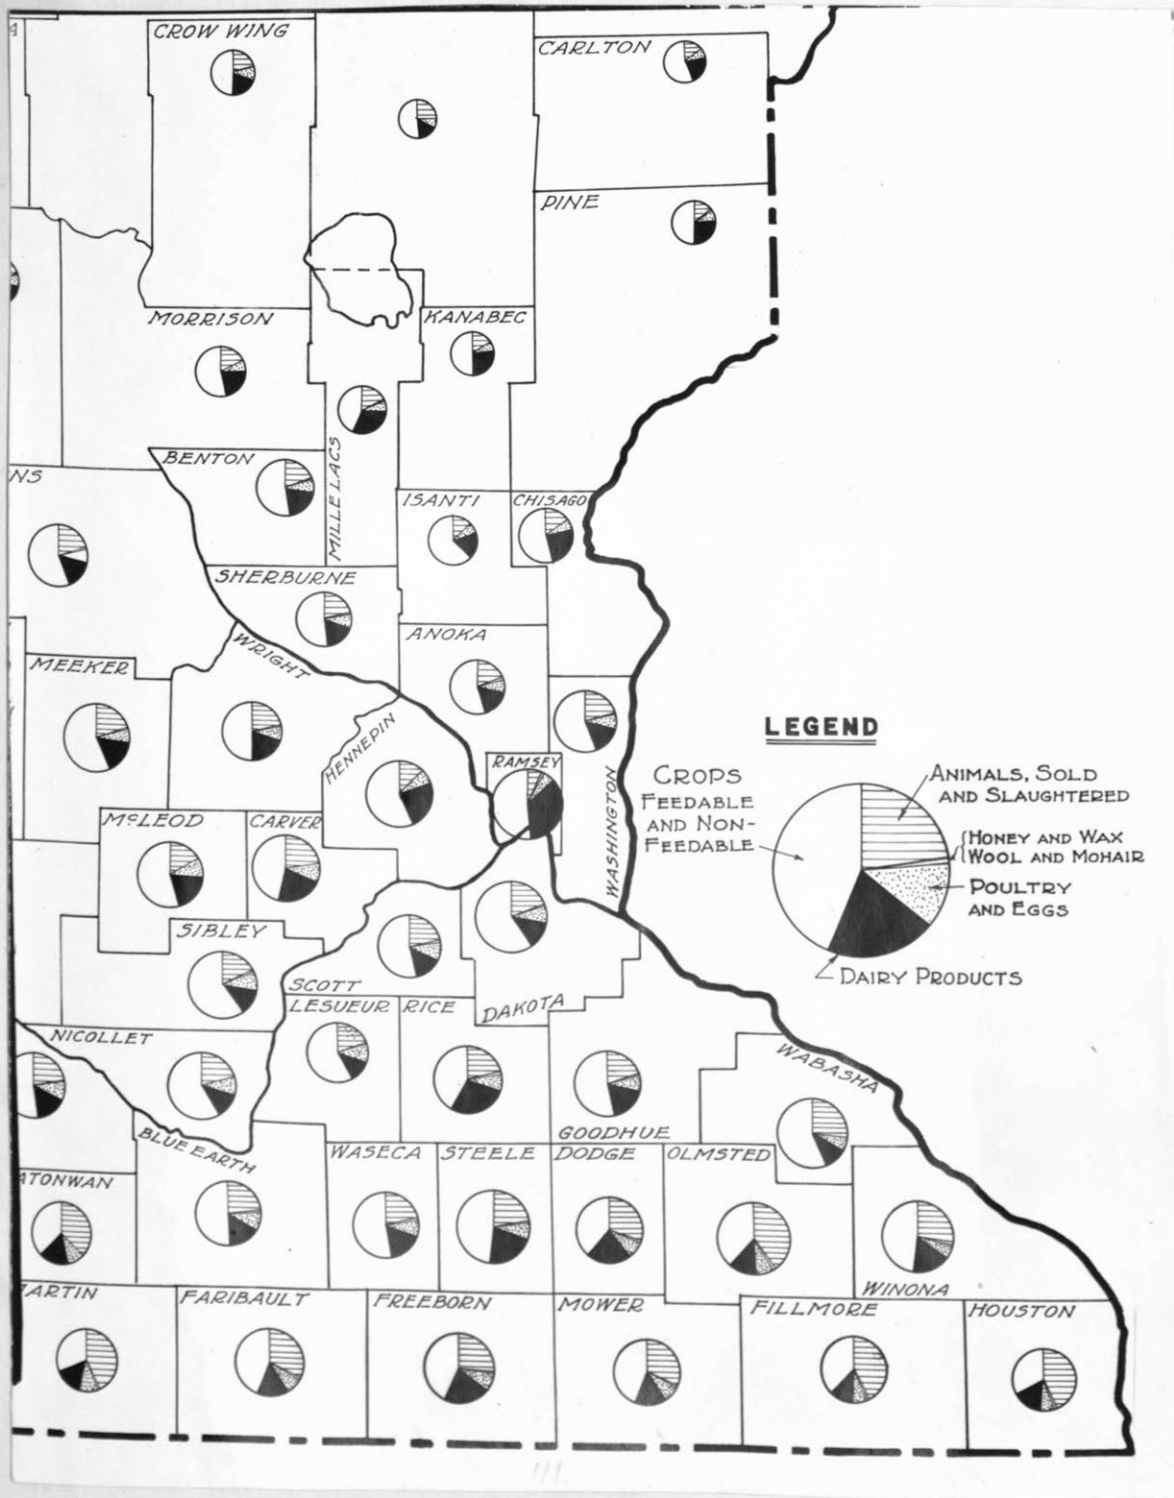 CROW WING
CARLTON
PINE
MORRISON
KANABEC
BENTON
MILLE LACS
NS
ISANTI
CHISAGO
SHERBURNE
WRIGHT
ANOKA
MEEKER
HENNEPIN
RAMSEY
WASHINGTON
LEGEND
CROPS
FEEDABLE
AND NON-
FEEDABLE
ANIMALS, SOLD
AND SLAUGHTERED
HONEY AND WAX
WOOL AND MOHAIR
POULTRY
AND EGGS
DAIRY PRODUCTS
McLEOD
CARVER
SIBLEY
SCOTT
DAKOTA
LESUEUR
RICE
NICOLLET
WABASHA
GOODHUE
BLUE EARTH
WASECA
STEELE
DODGE
OLMSTED
ATONWAN
WINONA
MARTIN
FARIBAULT
FREEBORN
MOWER
FILLMORE
HOUSTON